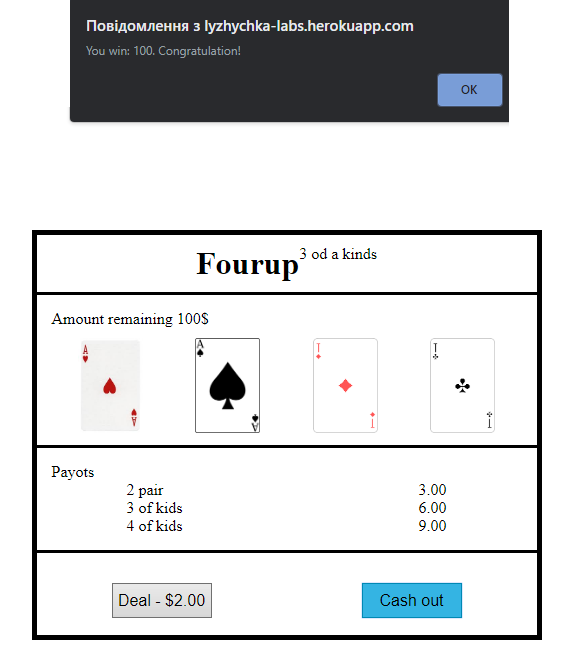 Повідомлення з lyzhychka-labs.herokuapp.com
You win: 100. Congratulation!
OK
Fourup 3 od a kinds
Amount remaining 100$
A A I I
A A I I
Payots
2 pair 3.00
3 of kids 6.00
4 of kids 9.00
Deal - $2.00 Cash out